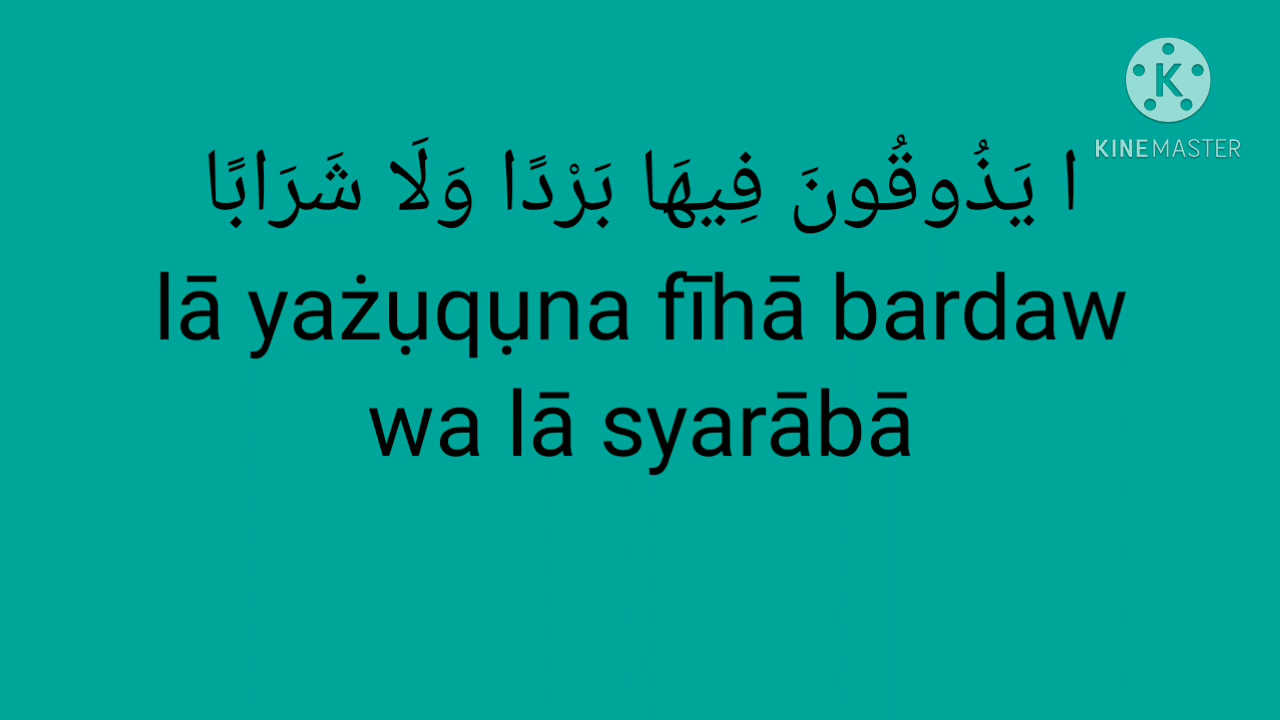 K
KINEMASTER
ا يَذُوقُونَ فِيهَا بَرْدًا وَلَا شَرَابًا
lā yażụqụna fīhā bardaw
wa lā syarābā